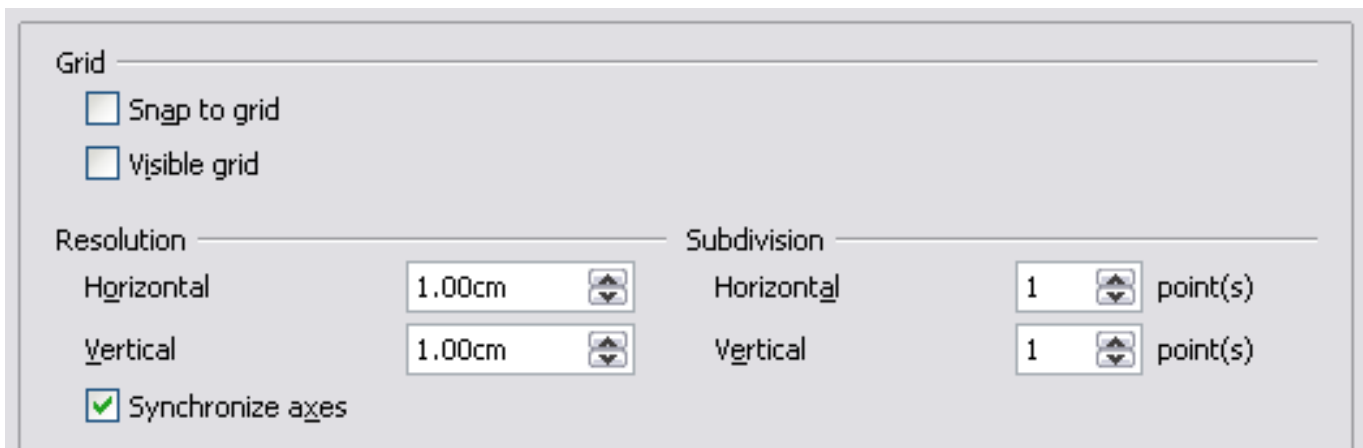 Grid
Snap to grid
Visible grid
Resolution
Subdivision
Horizontal 1.00cm Horizontal 1 point(s)
Vertical 1.00cm Vertical 1 point(s)
Synchronize axes